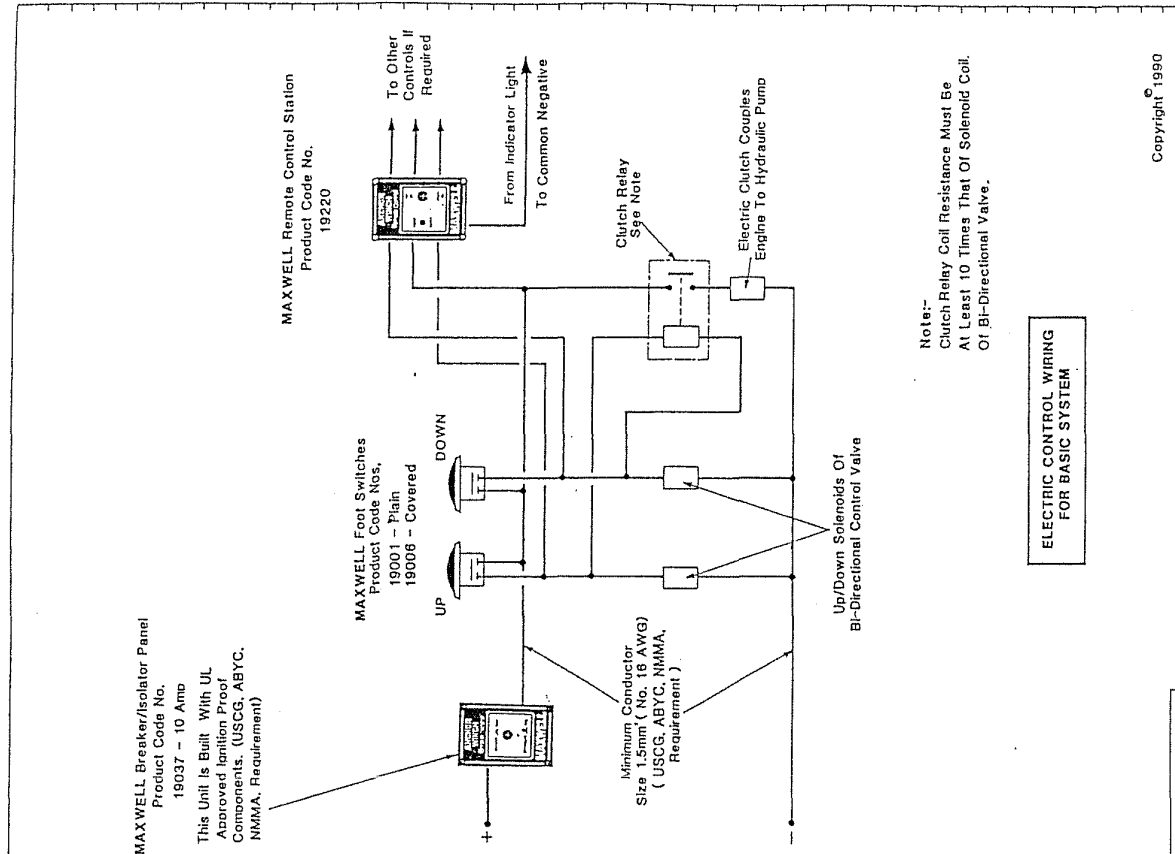 MAXWELL Breaker/Isolator Panel
Product Code No.
19037 - 10 Amp
This Unit Is Built With UL
Approved Ignition Proof
Components. (USCG, ABYC,
NMMA, Requirement)
MAXWELL Foot Switches
Product Code Nos,
19001 - Plain
19006 - Covered
UP
DOWN
MAXWELL Remote Control Station
Product Code No.
19220
To Other
Controls If
Required
From Indicator Light
To Common Negative
Clutch Relay
See Note
Electric Clutch Couples
Engine To Hydraulic Pump
+
-
Minimum Conductor
Size 1.5mm² ( No. 16 AWG)
( USCG, ABYC, NMMA,
Requirement )
Up/Down Solenoids Of
Bi-Directional Control Valve
Note:-
Clutch Relay Coil Resistance Must Be
At Least 10 Times That Of Solenoid Coil.
Of Bi-Directional Valve.
ELECTRIC CONTROL WIRING
FOR BASIC SYSTEM
Copyright © 1990